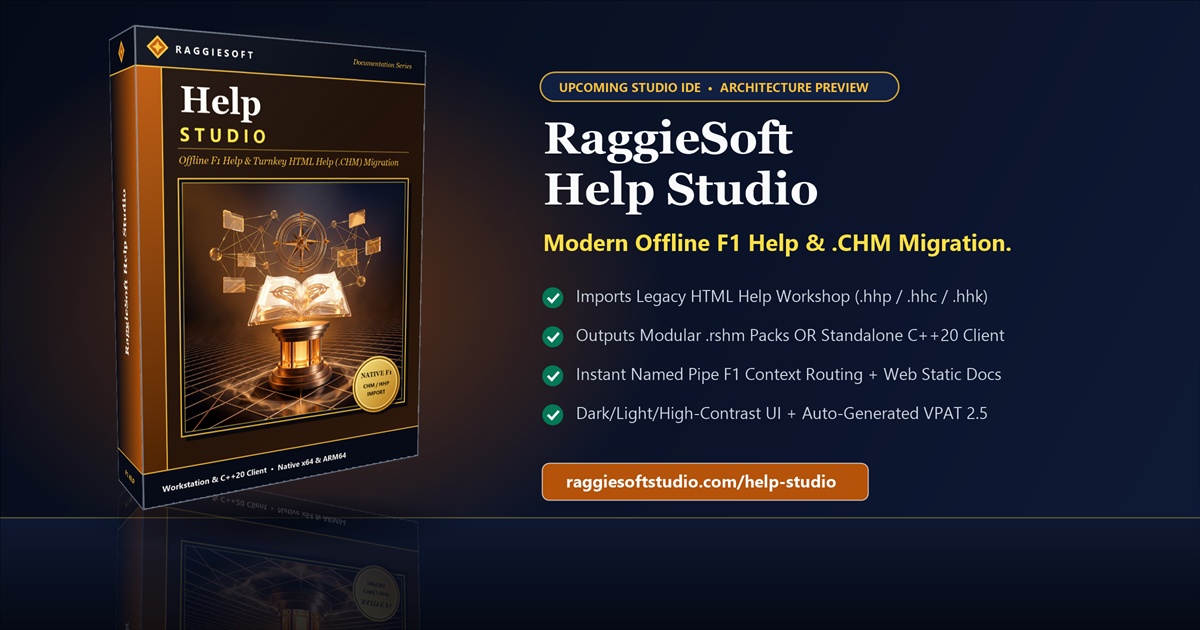 RAGGIESOFT
Documentation Series
Help
STUDIO
Offline F1 Help & Turnkey HTML Help (.CHM) Migration
RaggieSoft Help Studio
NATIVE F1
CHM / HHP
IMPORT
F1 HELP
Workstation & C++20 Client • Native x64 & ARM64
UPCOMING STUDIO IDE • ARCHITECTURE PREVIEW
RaggieSoft
Help Studio
Modern Offline F1 Help & .CHM Migration.
Imports Legacy HTML Help Workshop (.hhp / .hhc / .hhk)
Outputs Modular .rshm Packs OR Standalone C++20 Client
Instant Named Pipe F1 Context Routing + Web Static Docs
Dark/Light/High-Contrast UI + Auto-Generated VPAT 2.5
raggiesoftstudio.com/help-studio